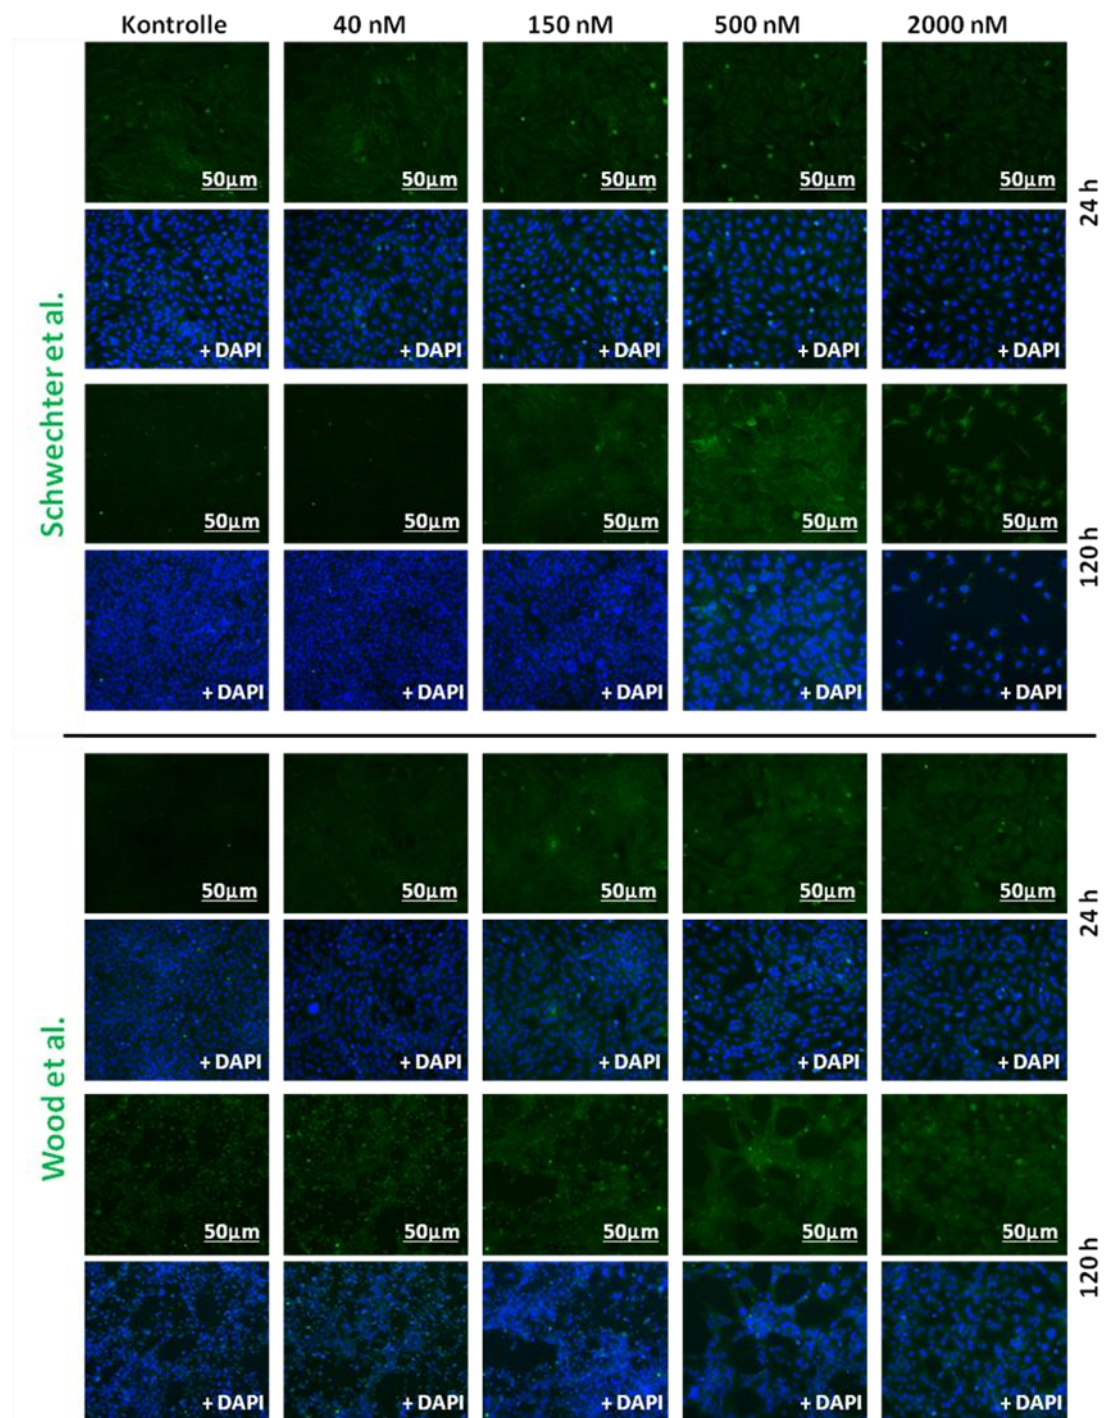 Kontrolle 40 nM 150 nM 500 nM 2000 nM
Schwechter et al.
50µm 50µm 50µm 50µm 50µm
24 h
+ DAPI + DAPI + DAPI + DAPI + DAPI
50µm 50µm 50µm 50µm 50µm
120 h
+ DAPI + DAPI + DAPI + DAPI + DAPI
Wood et al.
50µm 50µm 50µm 50µm 50µm
24 h
+ DAPI + DAPI + DAPI + DAPI + DAPI
50µm 50µm 50µm 50µm 50µm
120 h
+ DAPI + DAPI + DAPI + DAPI + DAPI